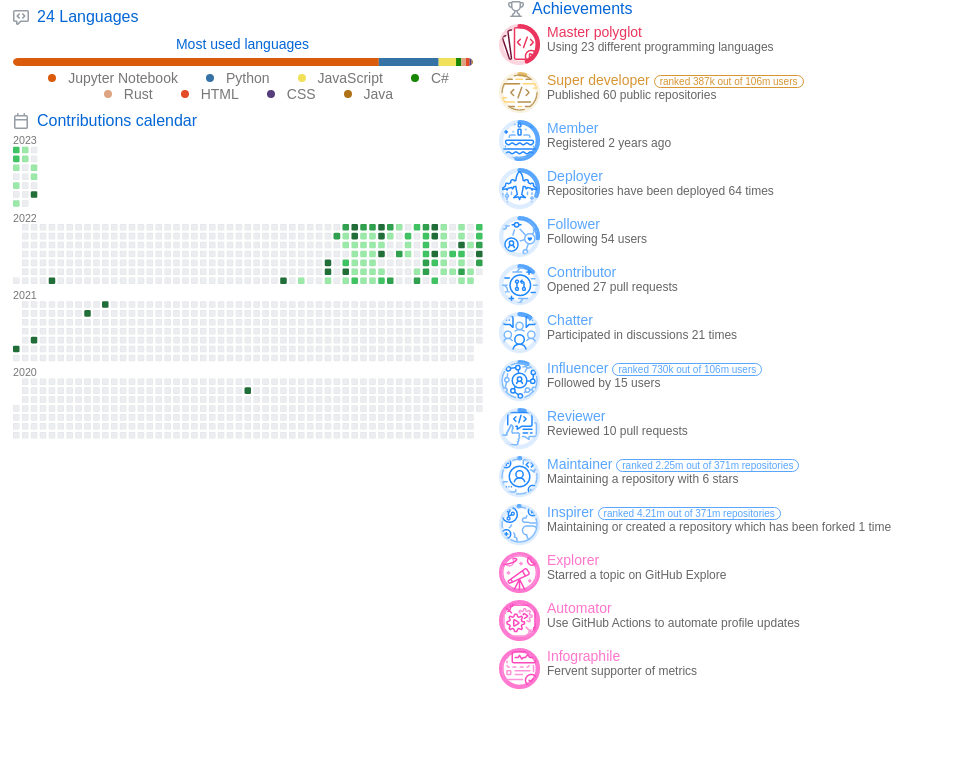 24 Languages
Most used languages
Jupyter Notebook Python JavaScript C#
Rust HTML CSS Java
Contributions calendar
2023
2022
2021
2020
Achievements
Master polyglot
Using 23 different programming languages
Super developer ranked 387k out of 106m users
Published 60 public repositories
Member
Registered 2 years ago
Deployer
Repositories have been deployed 64 times
Follower
Following 54 users
Contributor
Opened 27 pull requests
Chatter
Participated in discussions 21 times
Influencer ranked 730k out of 106m users
Followed by 15 users
Reviewer
Reviewed 10 pull requests
Maintainer ranked 2.25m out of 371m repositories
Maintaining a repository with 6 stars
Inspirer ranked 4.21m out of 371m repositories
Maintaining or created a repository which has been forked 1 time
Explorer
Starred a topic on GitHub Explore
Automator
Use GitHub Actions to automate profile updates
Infographile
Fervent supporter of metrics